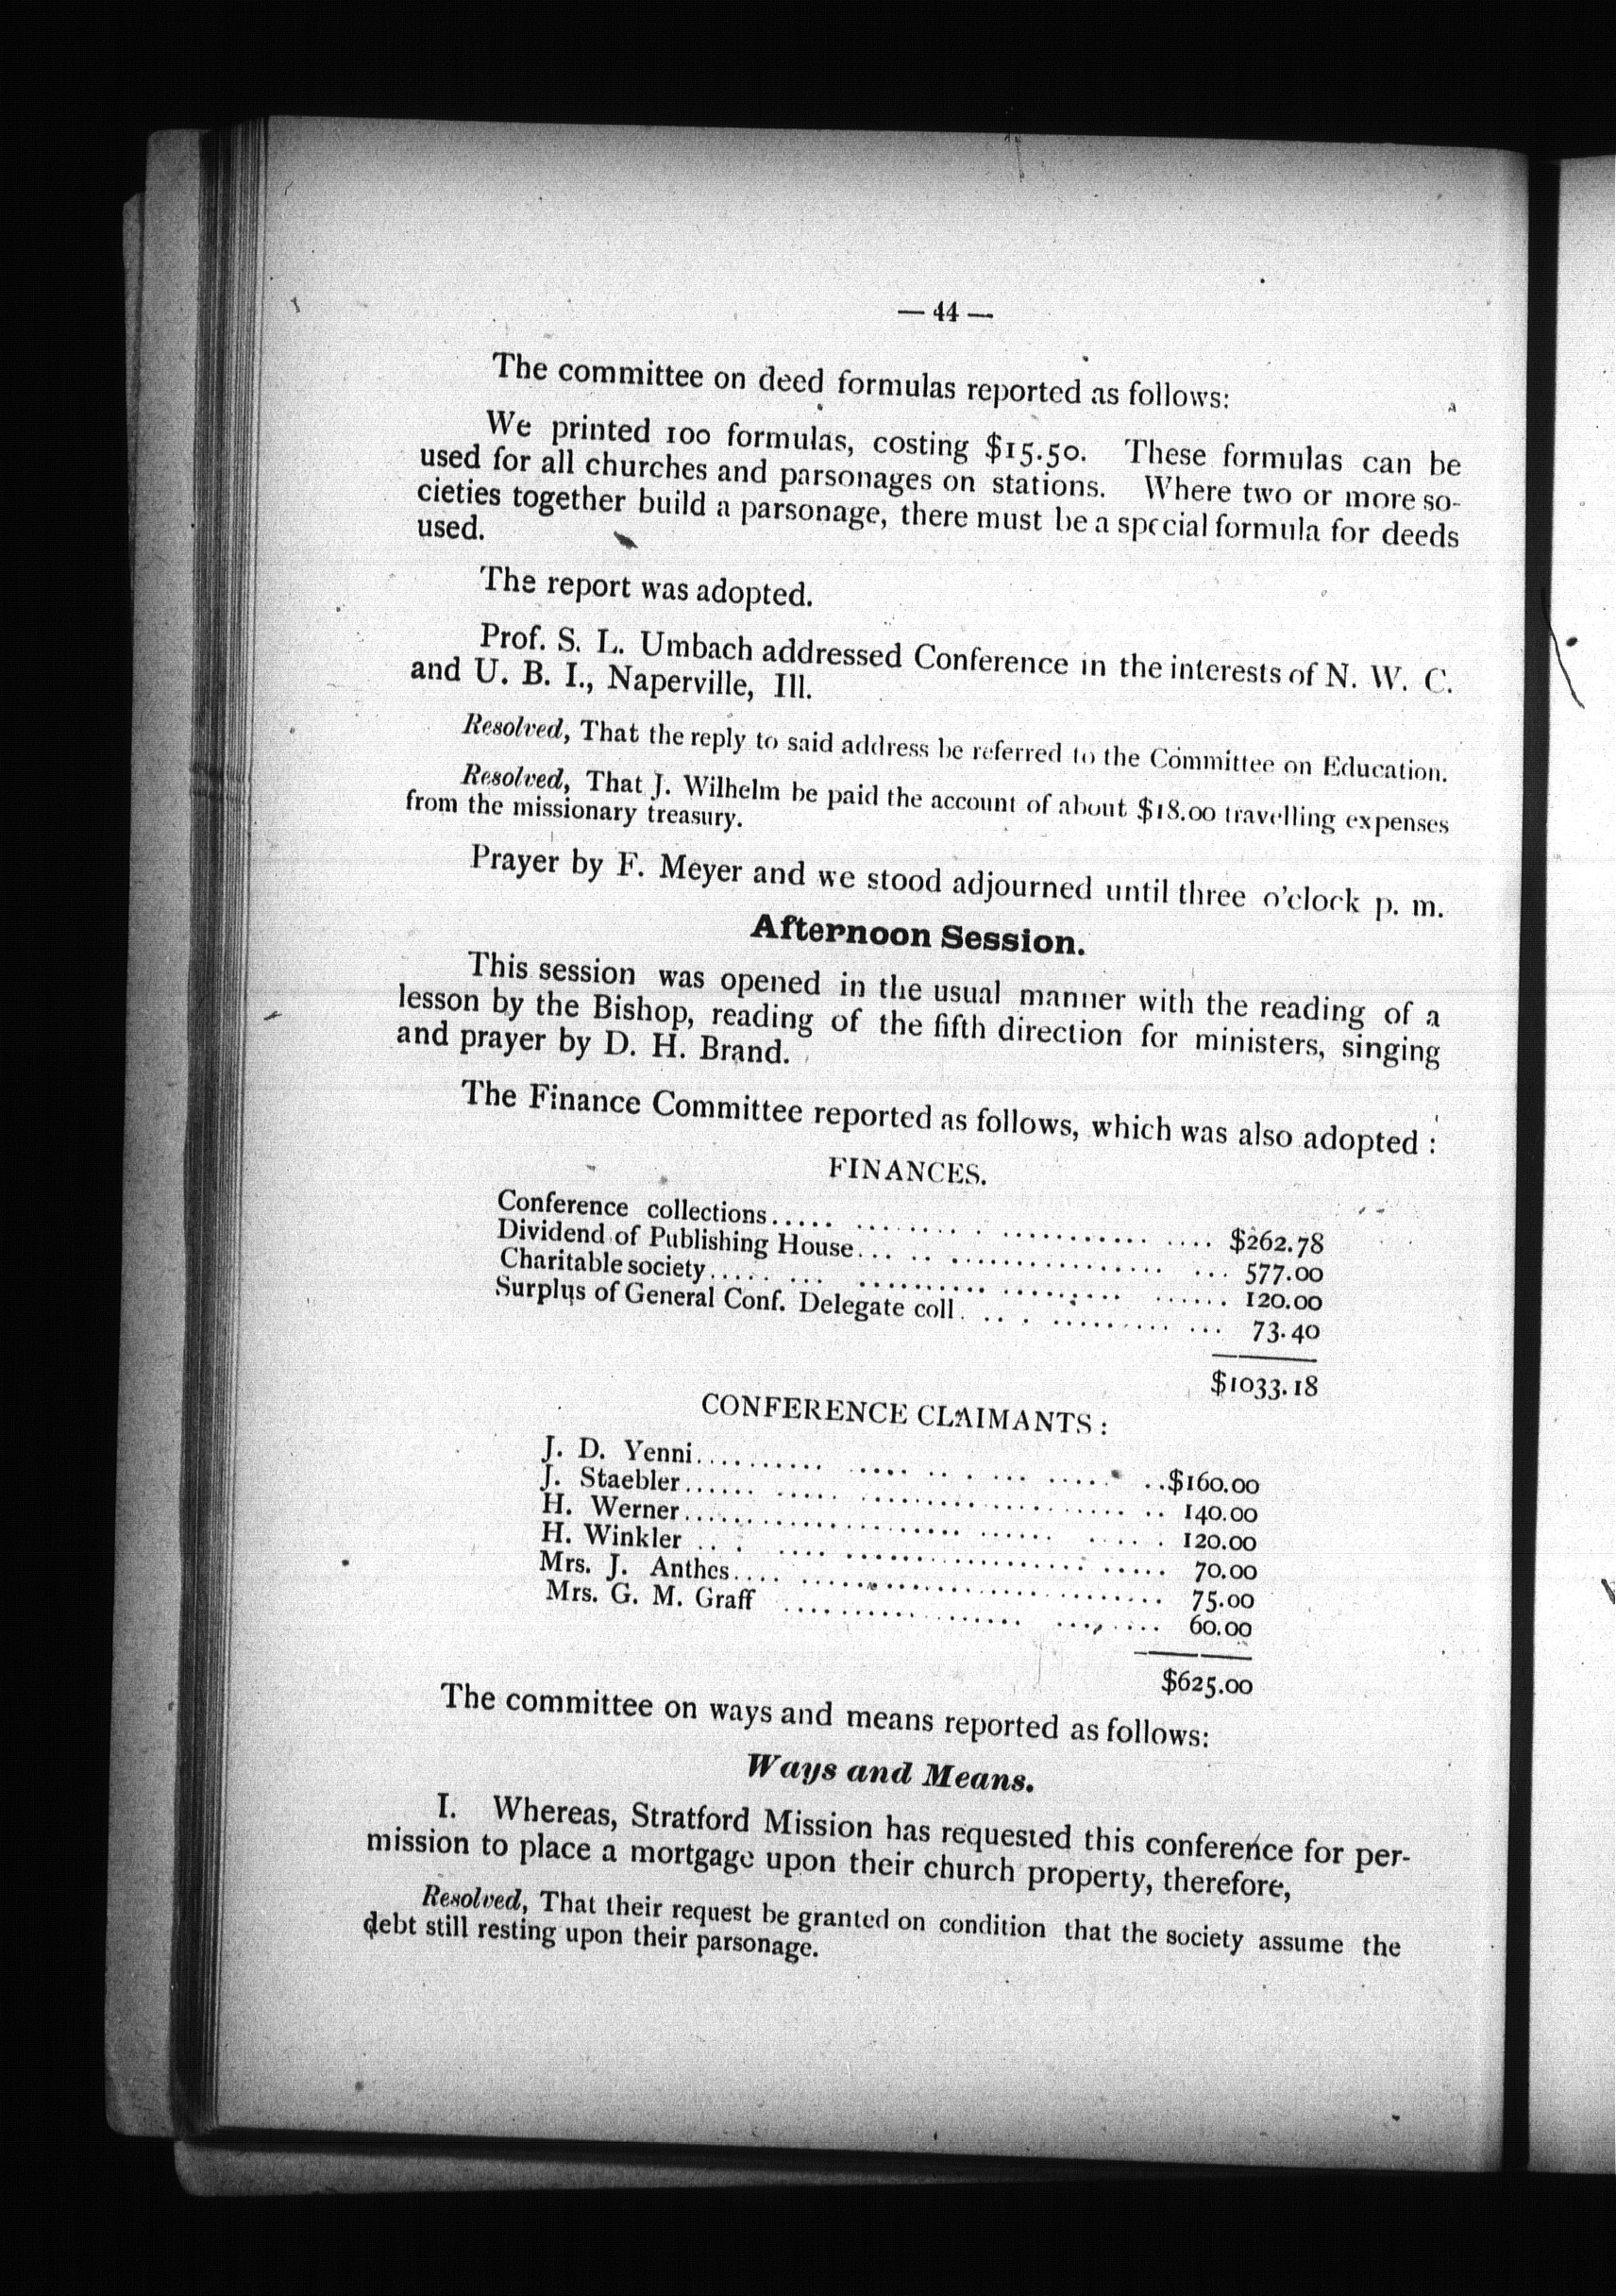 — 44 —
The committee on deed formulas reported as follows:
We printed 100 formulas, costing $15.50. These formulas can be
used for all churches and parsonages on stations. Where two or more so-
cieties together build a parsonage, there must be a special formula for deeds
used.
The report was adopted.
Prof. S. L. Umbach addressed Conference in the interests of N. W. C.
and U. B. I., Naperville, Ill.
Resolved, That the reply to said address be referred to the Committee on Education.
Resolved, That J. Wilhelm be paid the account of about $18.00 travelling expenses
from the missionary treasury.
Prayer by F. Meyer and we stood adjourned until three o'clock p. m.
Afternoon Session.
This session was opened in the usual manner with the reading of a
lesson by the Bishop, reading of the fifth direction for ministers, singing
and prayer by D. H. Brand.
The Finance Committee reported as follows, which was also adopted :
FINANCES.
Conference collections..... $262.78
Dividend of Publishing House..... 577.00
Charitable society..... 120.00
Surplus of General Conf. Delegate coll..... 73.40
$1033.18
CONFERENCE CLAIMANTS :
J. D. Yenni..... $160.00
J. Staebler..... 140.00
H. Werner..... 120.00
H. Winkler..... 70.00
Mrs. J. Anthes..... 75.00
Mrs. G. M. Graff..... 60.00
$625.00
The committee on ways and means reported as follows:
Ways and Means.
I. Whereas, Stratford Mission has requested this conference for per-
mission to place a mortgage upon their church property, therefore,
Resolved, That their request be granted on condition that the society assume the
debt still resting upon their parsonage.